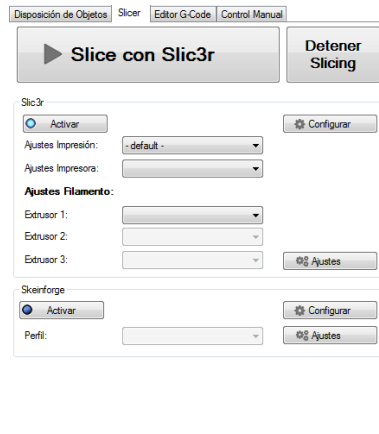 Disposición de Objetos Slicer Editor G-Code Control Manual
Slice con Slic3r
Detener
Slicing
Slic3r
Activar Configurar
Ajustes Impresión: - default -
Ajustes Impresora:
Ajustes Filamento:
Extrusor 1:
Extrusor 2:
Extrusor 3: Ajustes
Skeinforge
Activar Configurar
Perfil: Ajustes